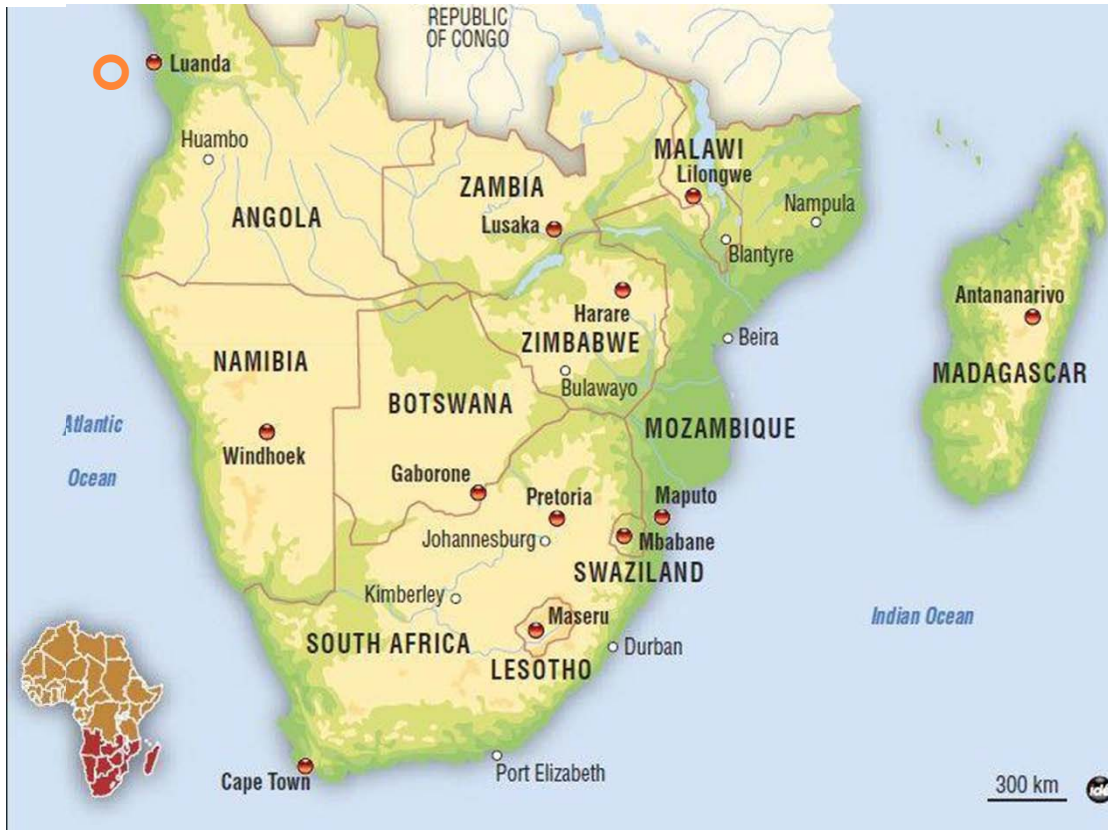 REPUBLIC
OF CONGO
Luanda
Huambo
MALAWI
Lilongwe
ZAMBIA
Nampula
ANGOLA
Lusaka
Blantyre
Antananarivo
Harare
ZIMBABWE
Beira
NAMIBIA
MADAGASCAR
Bulawayo
BOTSWANA
Atlantic
Ocean
MOZAMBIQUE
Windhoek
Gaborone
Pretoria
Maputo
Johannesburg
Mbabane
SWAZILAND
Kimberley
Maseru
Indian Ocean
SOUTH AFRICA
Durban
LESOTHO
Cape Town
Port Elizabeth
300 km